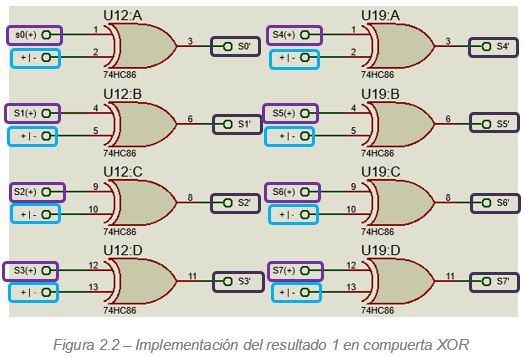 U12:A
s0(+)
1
+ | -
2
3
S0'
74HC86
U19:A
S4(+)
1
+ | -
2
3
S4'
74HC86
U12:B
S1(+)
4
+ | -
5
6
S1'
74HC86
U19:B
S5(+)
4
+ | -
5
6
S5'
74HC86
U12:C
S2(+)
9
+ | -
10
8
S2'
74HC86
U19:C
S6(+)
9
+ | -
10
8
S6'
74HC86
U12:D
S3(+)
12
+ | -
13
11
S3'
74HC86
U19:D
S7(+)
12
+ | -
13
11
S7'
74HC86
Figura 2.2 – Implementación del resultado 1 en compuerta XOR